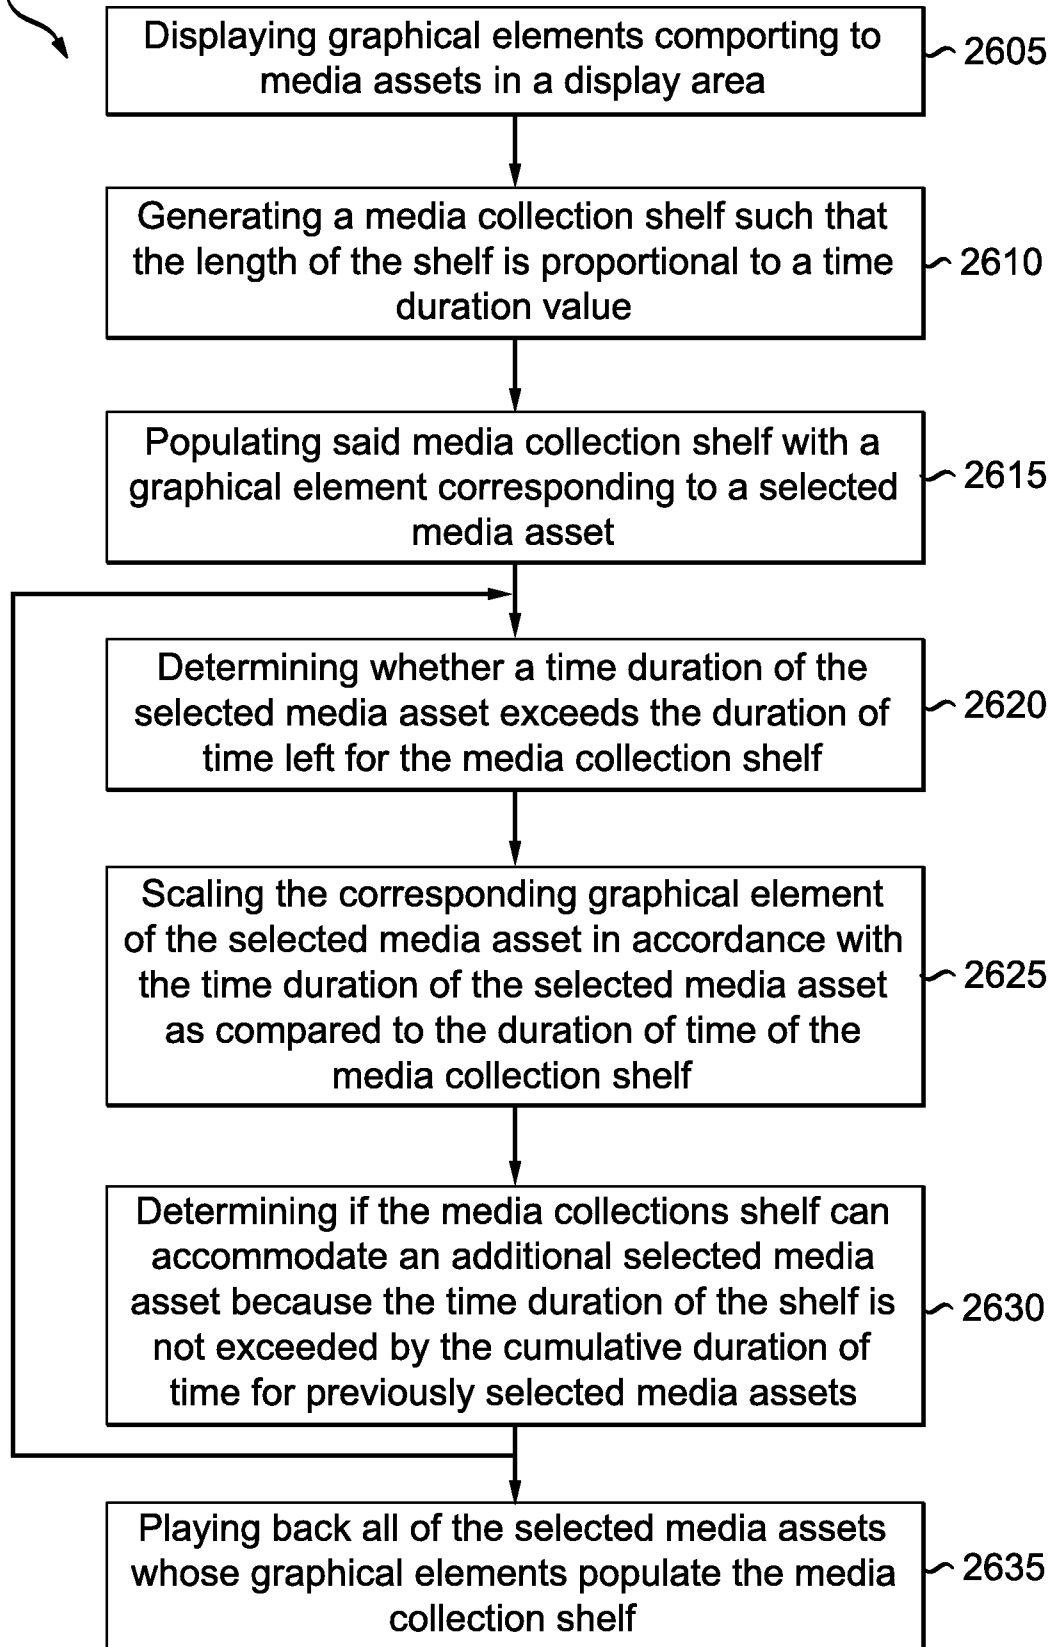 Displaying graphical elements comporting to
media assets in a display area
2605
Generating a media collection shelf such that
the length of the shelf is proportional to a time
duration value
2610
Populating said media collection shelf with a
graphical element corresponding to a selected
media asset
2615
Determining whether a time duration of the
selected media asset exceeds the duration of
time left for the media collection shelf
2620
Scaling the corresponding graphical element
of the selected media asset in accordance with
the time duration of the selected media asset
as compared to the duration of time of the
media collection shelf
2625
Determining if the media collections shelf can
accommodate an additional selected media
asset because the time duration of the shelf is
not exceeded by the cumulative duration of
time for previously selected media assets
2630
Playing back all of the selected media assets
whose graphical elements populate the media
collection shelf
2635